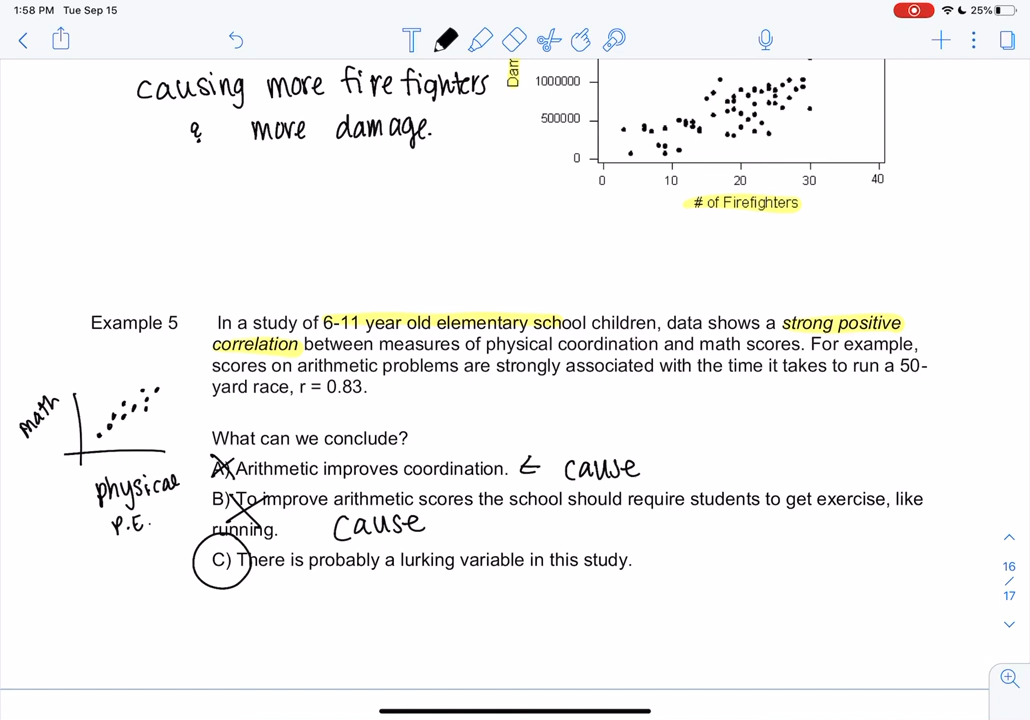 1:58 PM Tue Sep 15
25%
causing more firefighters
& more damage.
Dam
1000000
500000
0
0 10 20 30 40
# of Firefighters
Example 5 In a study of 6-11 year old elementary school children, data shows a strong positive
correlation between measures of physical coordination and math scores. For example,
scores on arithmetic problems are strongly associated with the time it takes to run a 50-
yard race, r = 0.83.
math
physical
P.E.
What can we conclude?
A) Arithmetic improves coordination. ← cause
B) To improve arithmetic scores the school should require students to get exercise, like
running. cause
C) There is probably a lurking variable in this study.
16
/
17